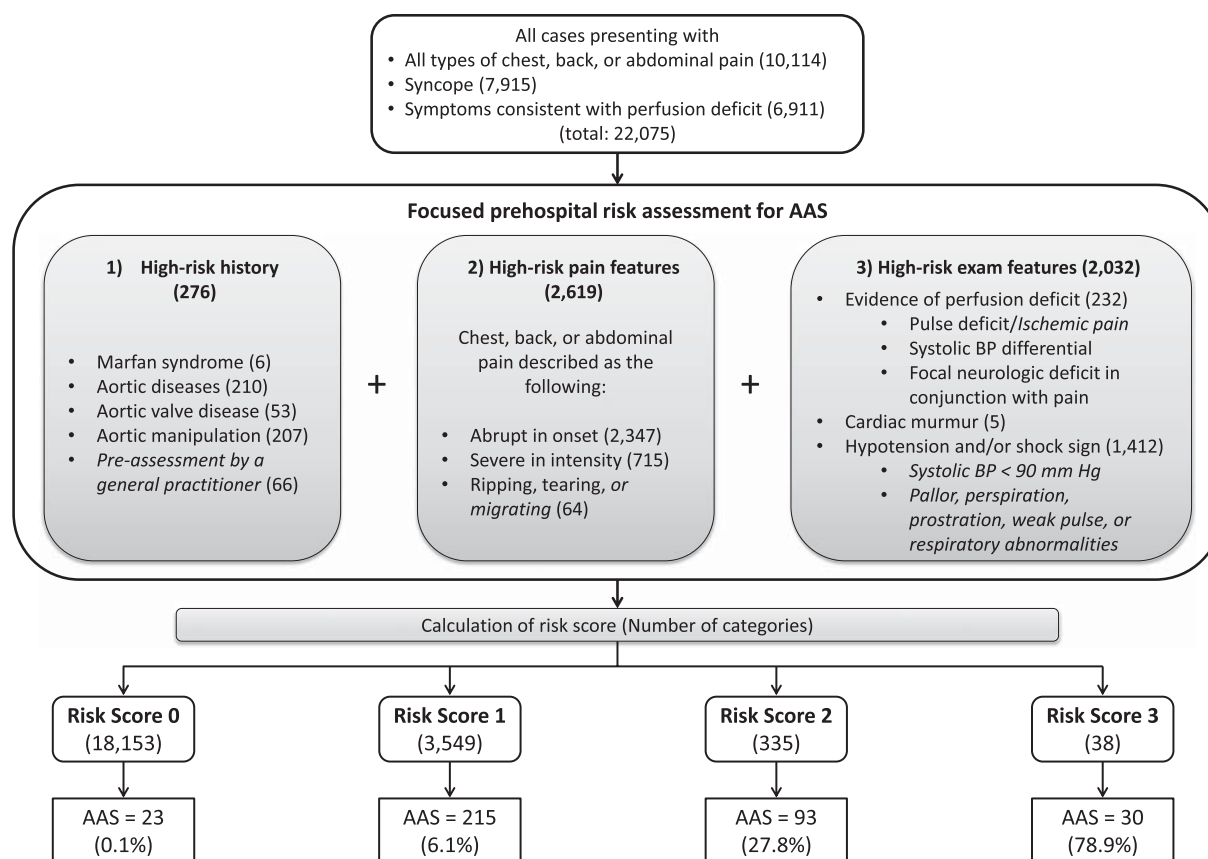 All cases presenting with
• All types of chest, back, or abdominal pain (10,114)
• Syncope (7,915)
• Symptoms consistent with perfusion deficit (6,911)
(total: 22,075)
Focused prehospital risk assessment for AAS
1) High-risk history
(276)
• Marfan syndrome (6)
• Aortic diseases (210)
• Aortic valve disease (53)
• Aortic manipulation (207)
• Pre-assessment by a
general practitioner (66)
+
2) High-risk pain features
(2,619)
Chest, back, or abdominal
pain described as the
following:
• Abrupt in onset (2,347)
• Severe in intensity (715)
• Ripping, tearing, or
migrating (64)
+
3) High-risk exam features (2,032)
• Evidence of perfusion deficit (232)
• Pulse deficit/Ischemic pain
• Systolic BP differential
• Focal neurologic deficit in
conjunction with pain
• Cardiac murmur (5)
• Hypotension and/or shock sign (1,412)
• Systolic BP < 90 mm Hg
• Pallor, perspiration,
prostration, weak pulse, or
respiratory abnormalities
Calculation of risk score (Number of categories)
Risk Score 0
(18,153)
Risk Score 1
(3,549)
Risk Score 2
(335)
Risk Score 3
(38)
AAS = 23
(0.1%)
AAS = 215
(6.1%)
AAS = 93
(27.8%)
AAS = 30
(78.9%)